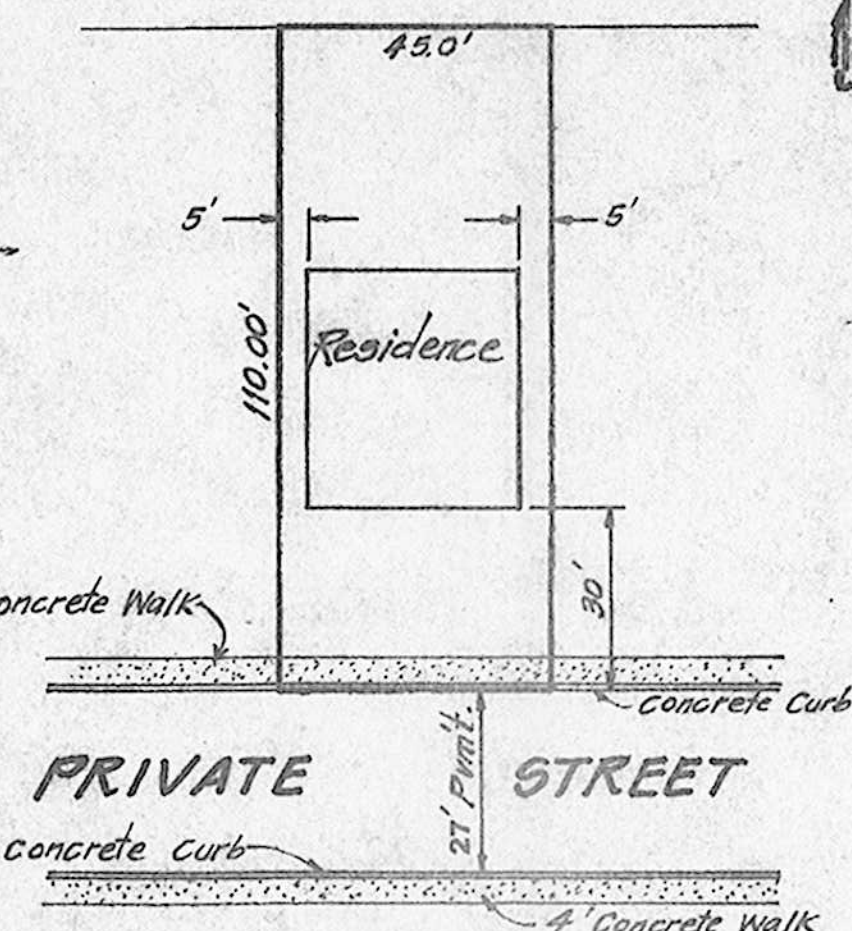 45.0'
5'
5'
110.00'
Residence
30'
Concrete Walk
Concrete Curb
27' Pvm't.
PRIVATE STREET
Concrete Curb
4' Concrete Walk